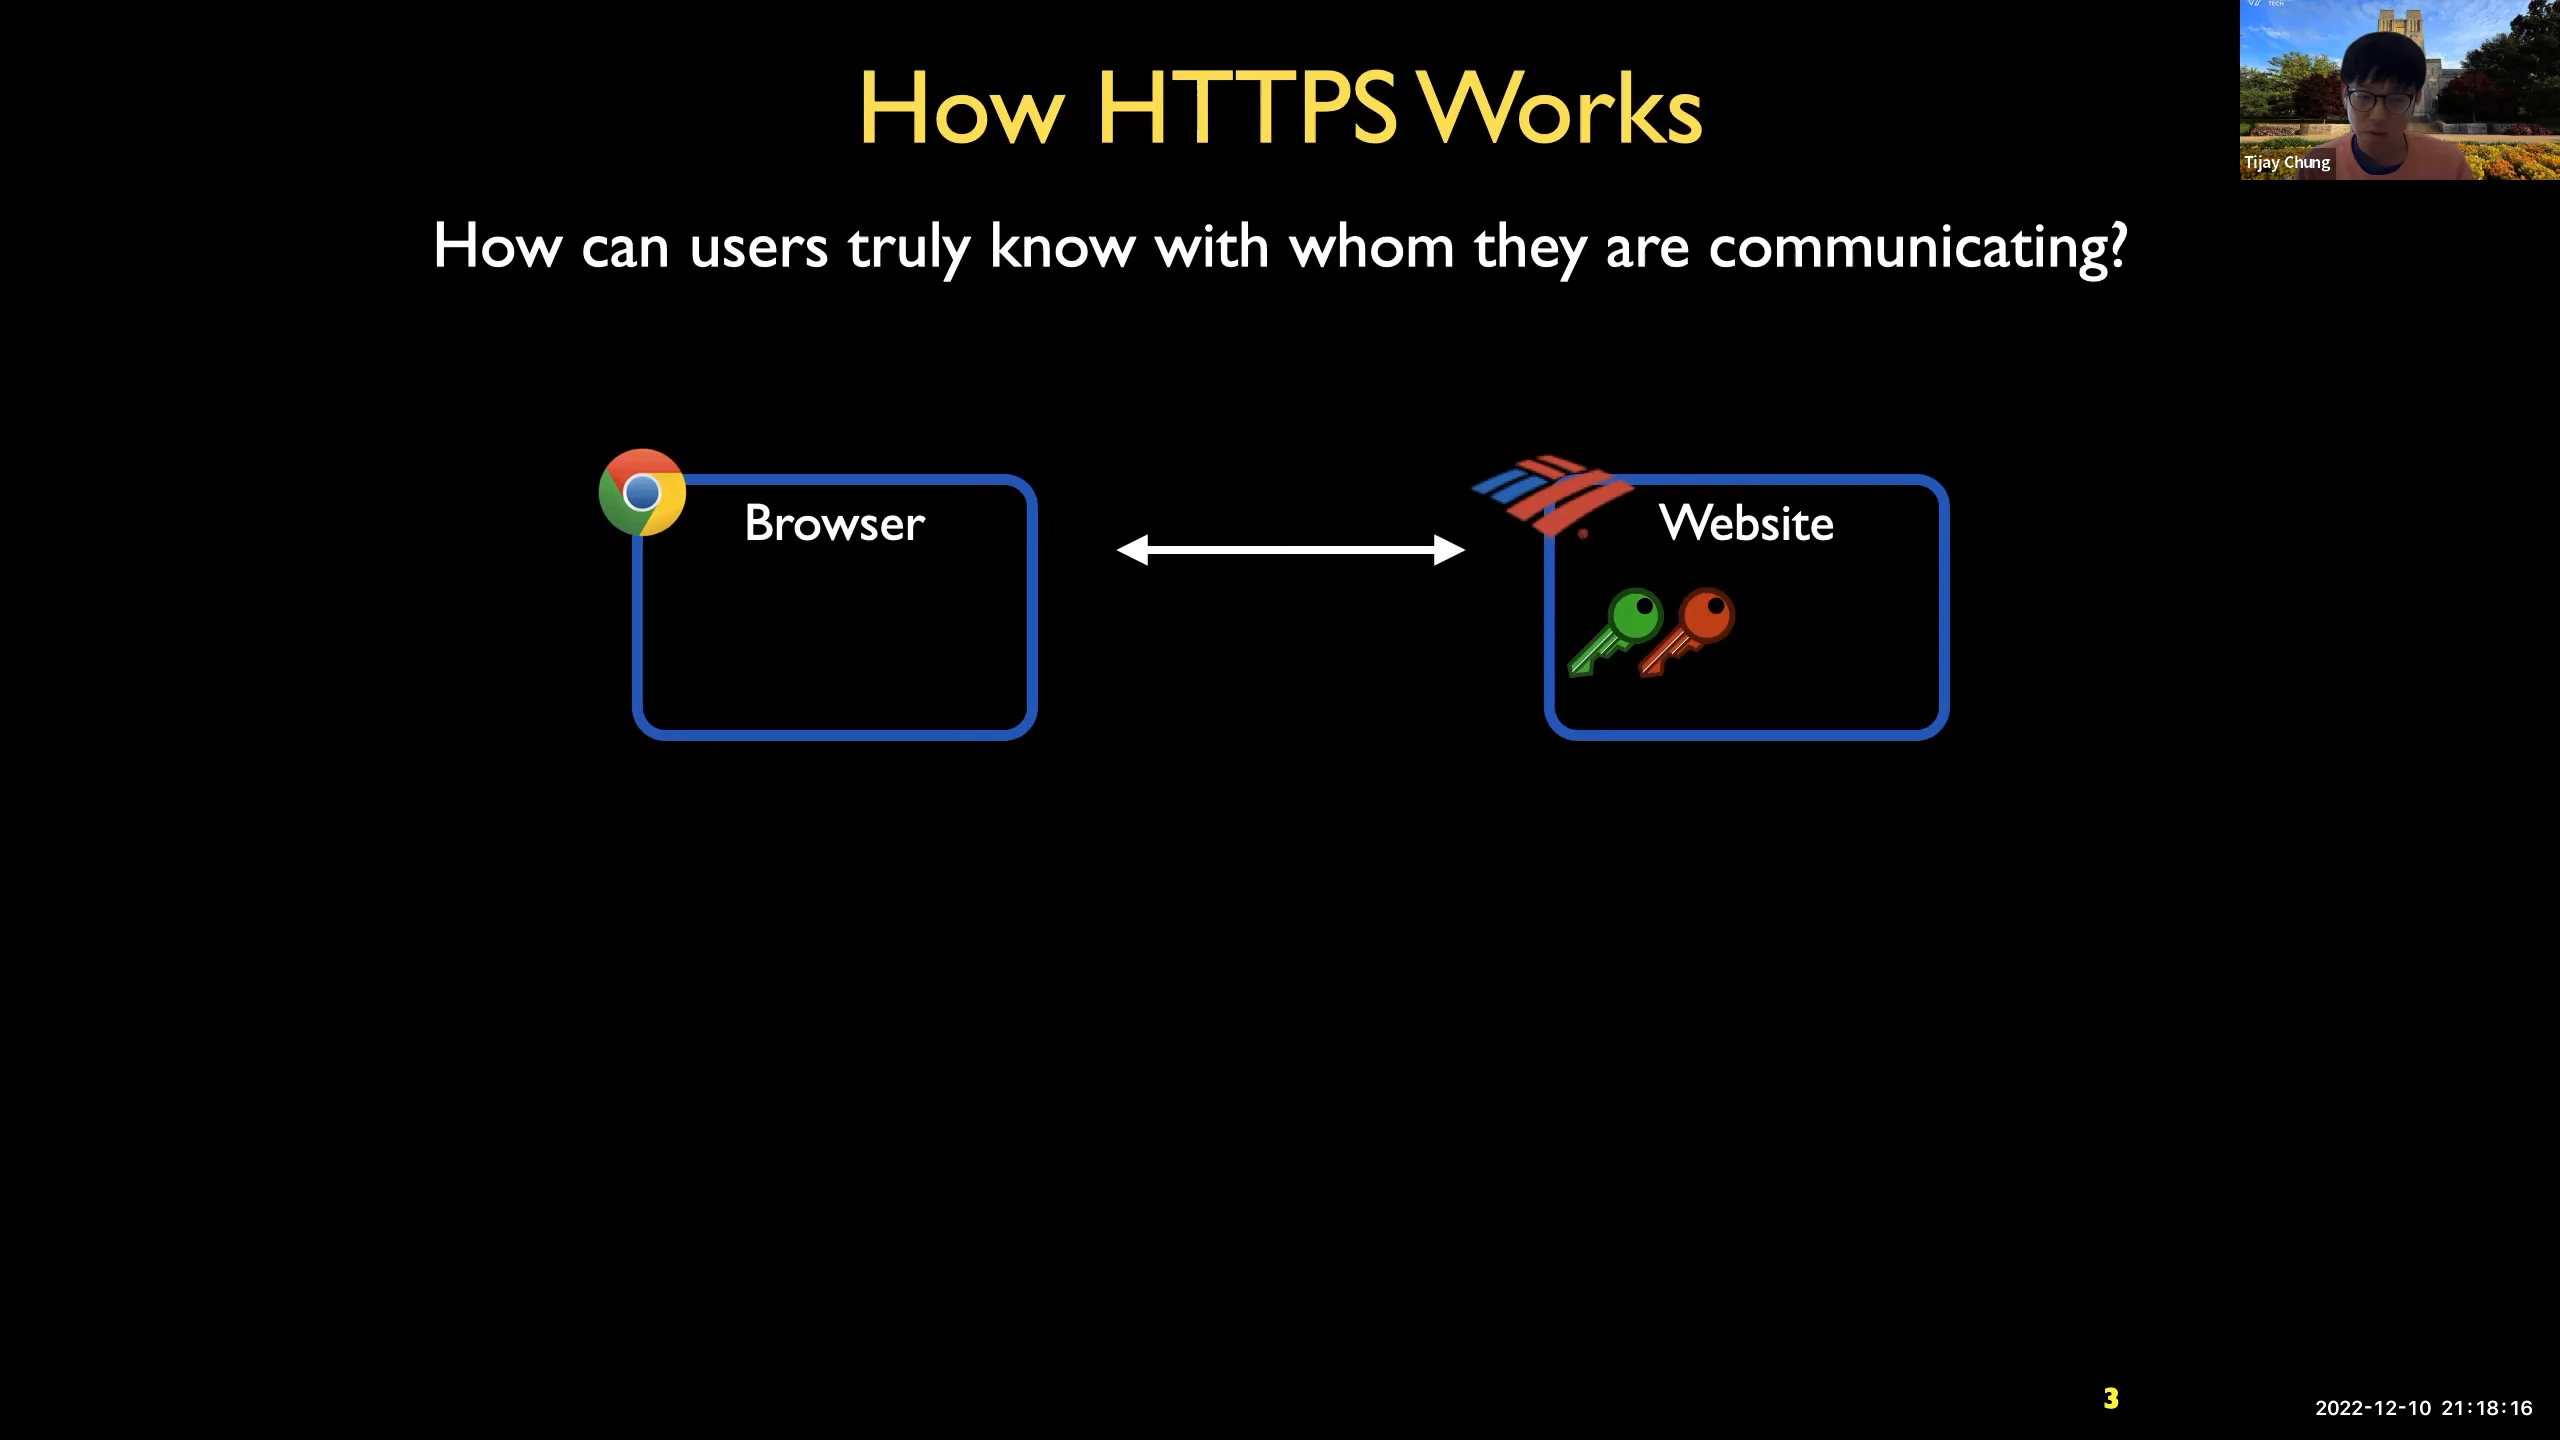 How HTTPS Works
TECH
Tijay Chung
How can users truly know with whom they are communicating?
Browser
Website
3
2022-12-10 21:18:16